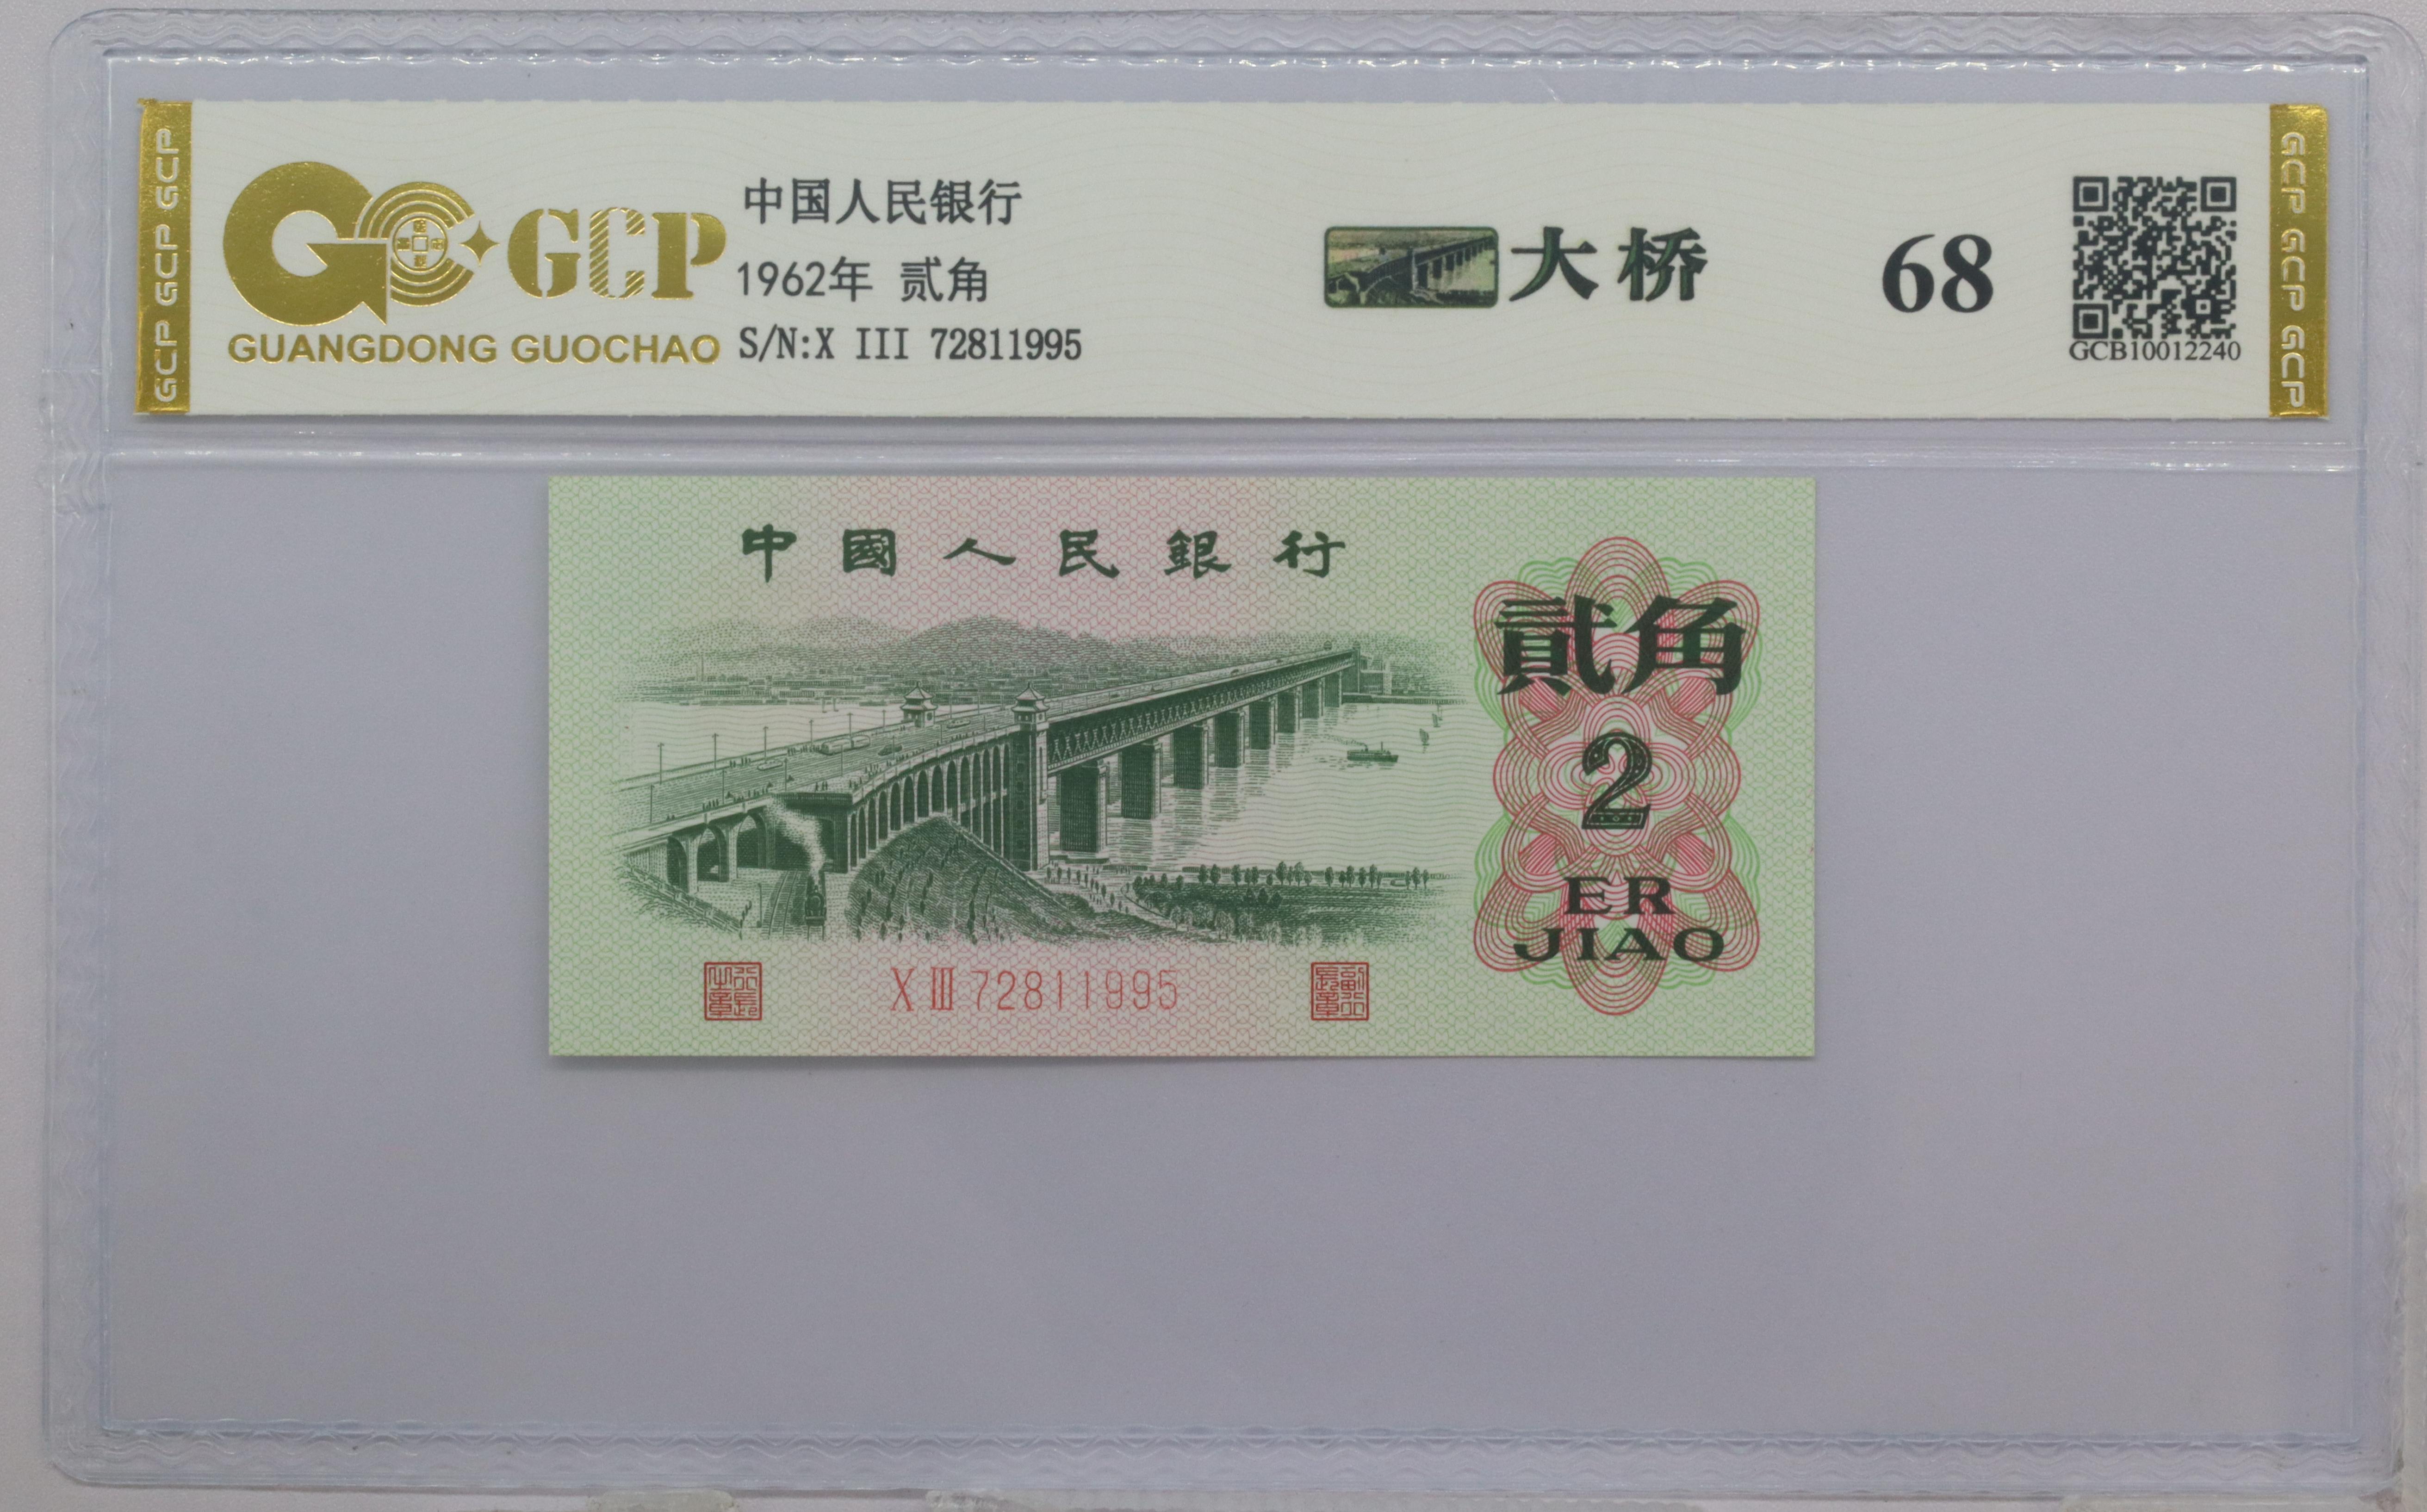 GCP GCP GCP
GCP
GUANGDONG GUOCHAO
中国人民银行
1962年 贰角
S/N:X III 72811995
大桥
68
GCB10012240
GCP GCP GCP
中國人民銀行
貳角
2
ER
JIAO
X III 72811995